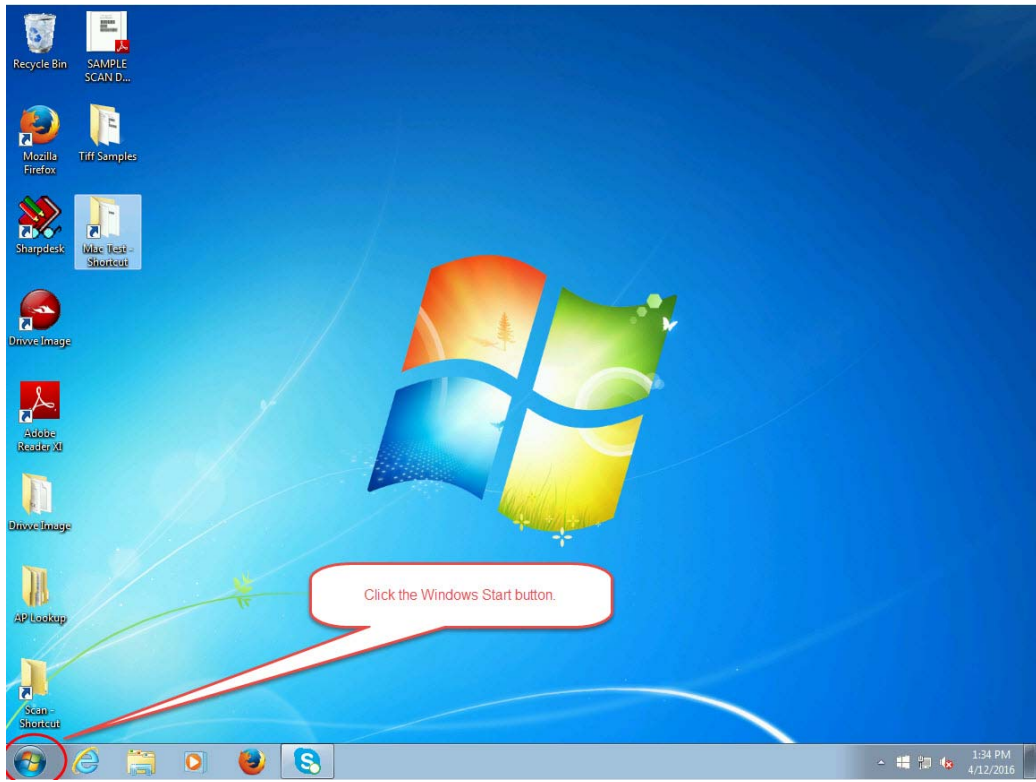 Recycle Bin
SAMPLE
SCAN D...
Mozilla
Firefox
Tiff Samples
Sharpdesk
Mac Test -
Shortcut
Drivve Image
Adobe
Reader XI
Drivve Image
AP Lookup
Scan -
Shortcut
Click the Windows Start button.
1:34 PM
4/12/2016